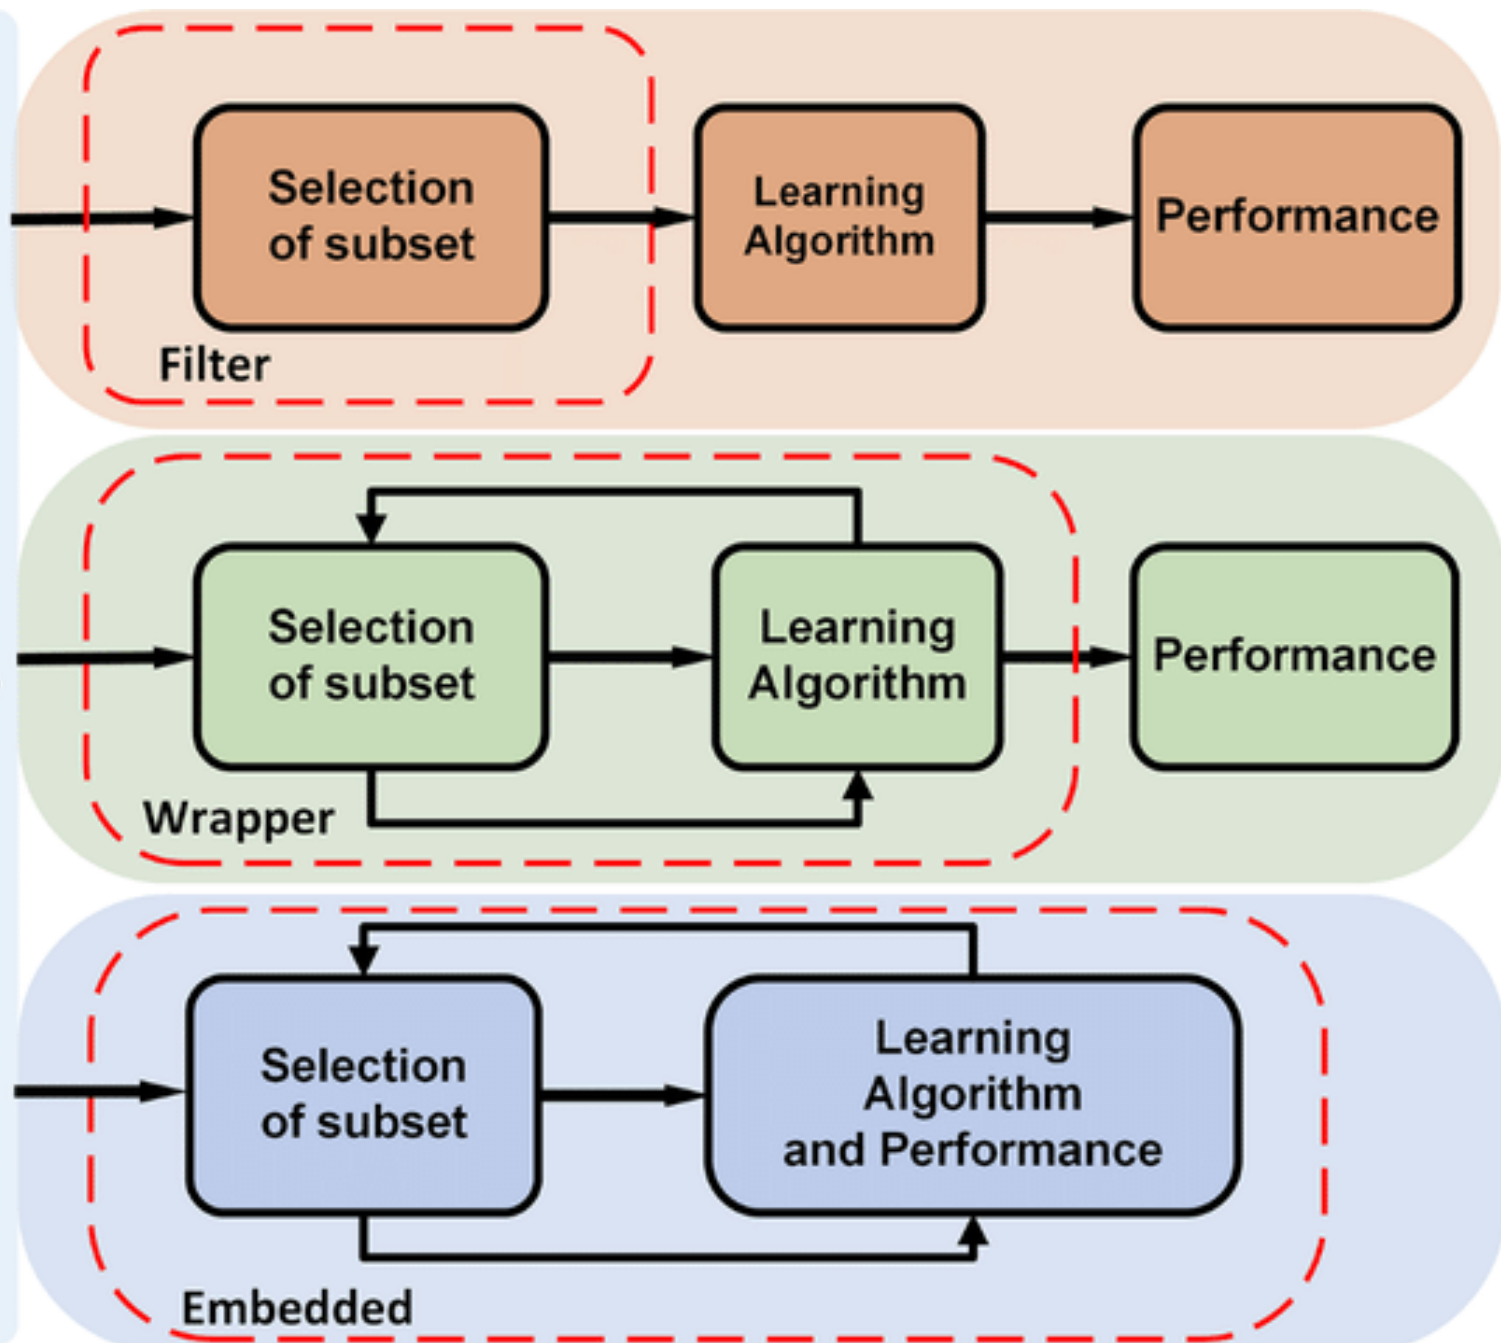 Selection
of subset
Learning
Algorithm
Performance
Filter
Selection
of subset
Learning
Algorithm
Performance
Wrapper
Selection
of subset
Learning
Algorithm
and Performance
Embedded